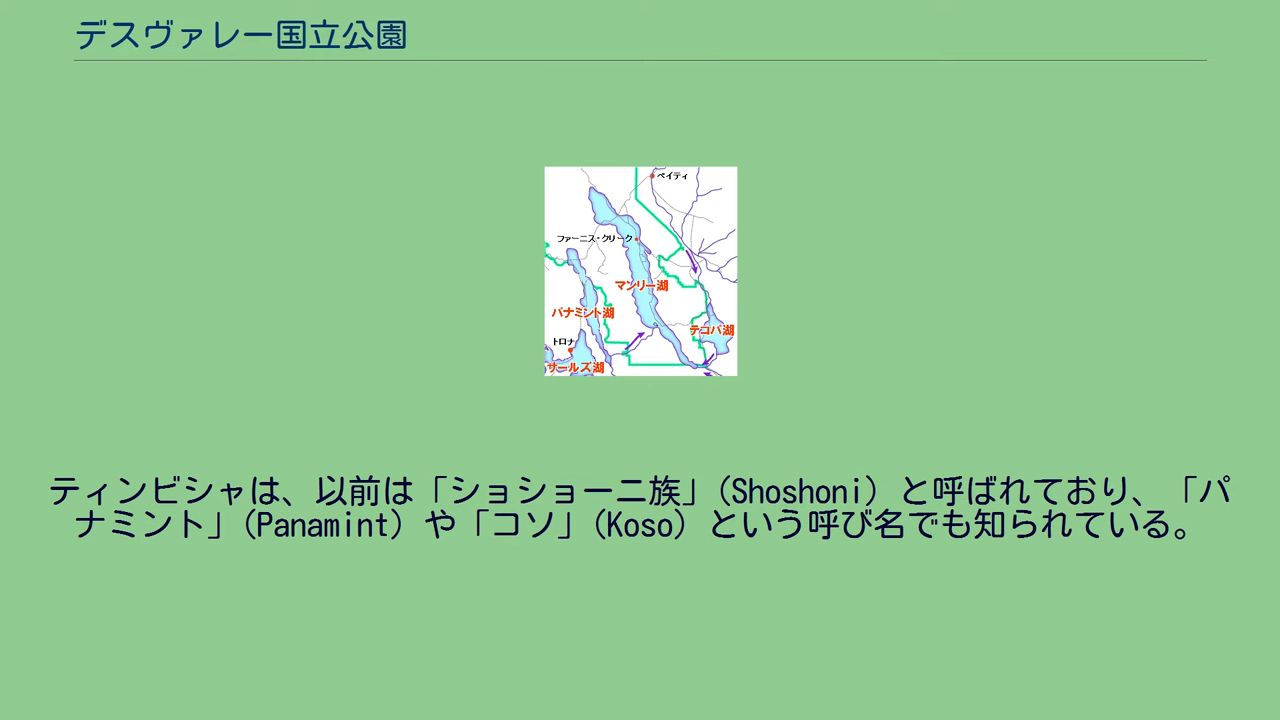 デスヴァレー国立公園
ベイティ
ファーニス・クリーク
マンリー湖
パナミント湖
テコパ湖
トロナ
サールズ湖
ティンビシャは、以前は「ショショーニ族」(Shoshoni) と呼ばれており、「パ
ナミント」(Panamint) や「コソ」(Koso) という呼び名でも知られている。